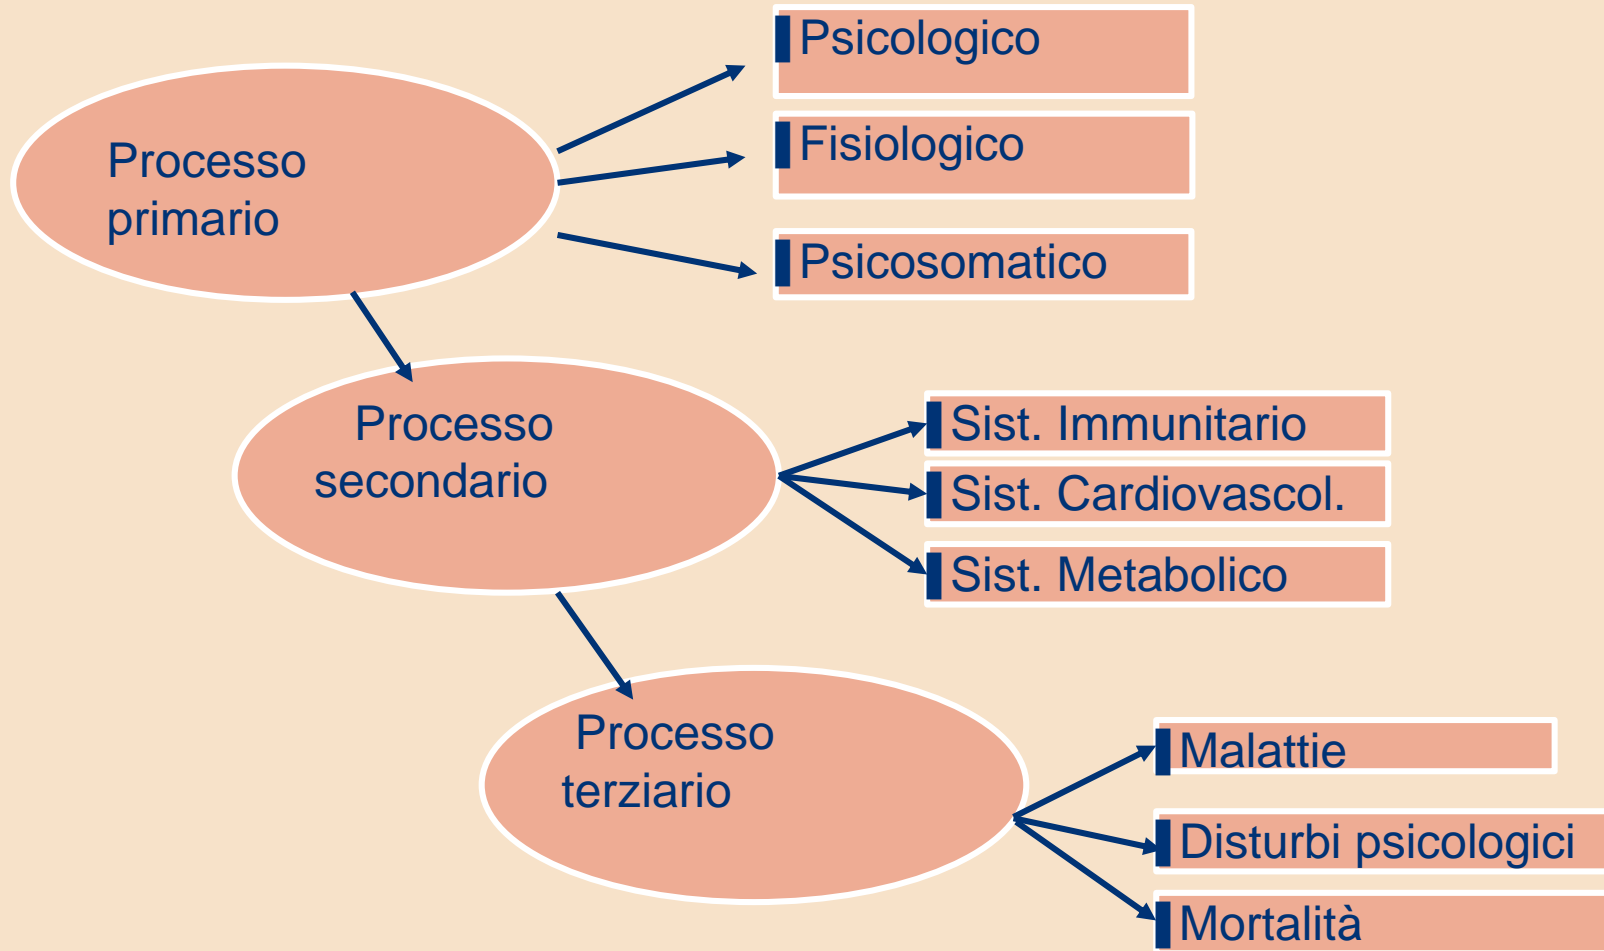 Psicologico
Processo
primario
Fisiologico
Psicosomatico
Processo
secondario
Sist. Immunitario
Sist. Cardiovascol.
Sist. Metabolico
Processo
terziario
Malattie
Disturbi psicologici
Mortalità